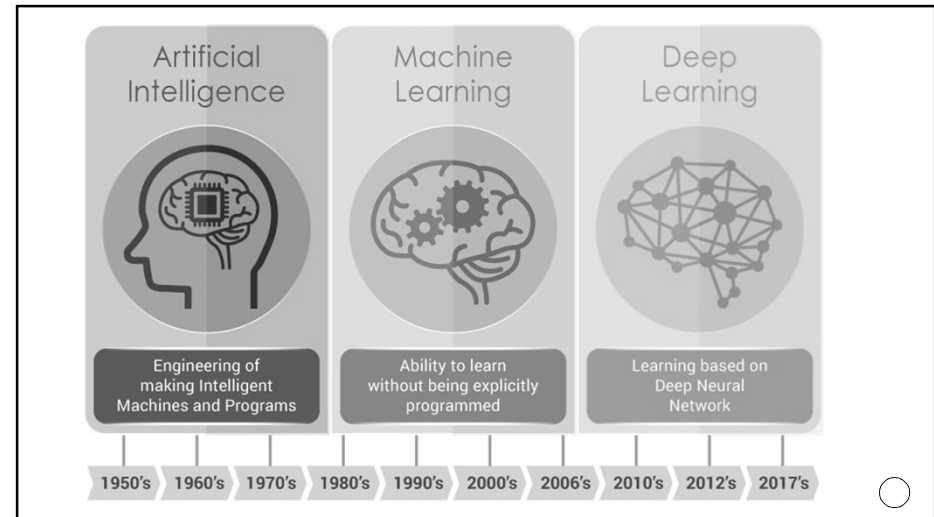 Artificial
Intelligence
Machine
Learning
Deep
Learning
Engineering of
making Intelligent
Machines and Programs
Ability to learn
without being explicitly
programmed
Learning based on
Deep Neural
Network
1950's 1960's 1970's 1980's 1990's 2000's 2006's 2010's 2012's 2017's